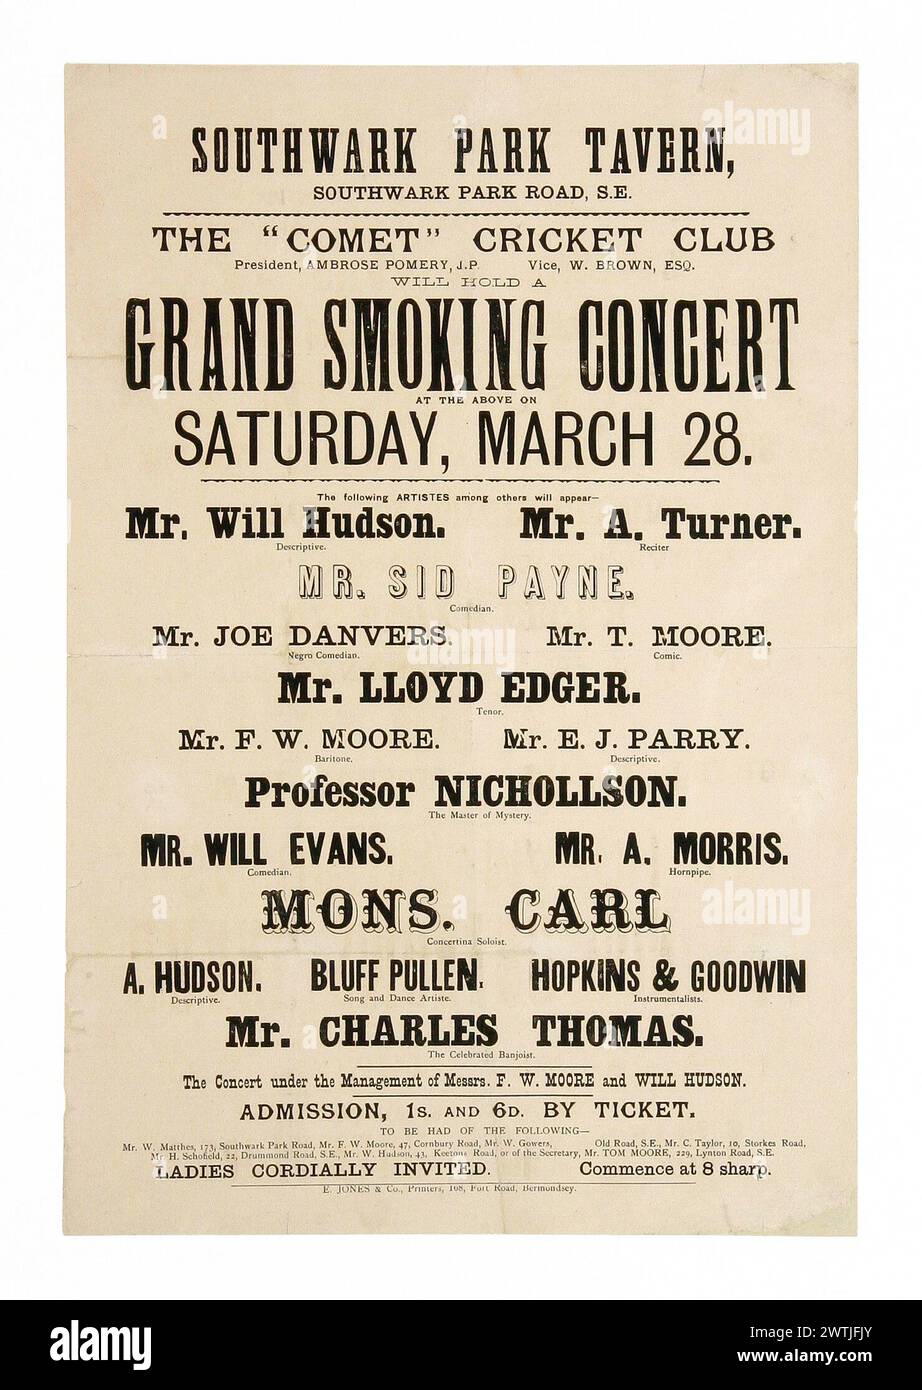 SOUTHWARK PARK TAVERN,
SOUTHWARK PARK ROAD, S.E.
THE "COMET" CRICKET CLUB
President, AMBROSE POMERY, J.P. Vice, W. BROWN, ESQ.
WILL HOLD A
GRAND SMOKING CONCERT
AT THE ABOVE ON
SATURDAY, MARCH 28.
The following ARTISTES among others will appear—
Mr. Will Hudson. Mr. A. Turner.
Descriptive. Reciter
MR. SID PAYNE.
Comedian.
Mr. JOE DANVERS. Mr. T. MOORE.
Negro Comedian. Comic.
Mr. LLOYD EDGER.
Tenor.
Mr. F. W. MOORE. Mr. E. J. PARRY.
Baritone. Descriptive.
Professor NICHOLLSON.
The Master of Mystery.
MR. WILL EVANS. MR. A. MORRIS.
Comedian. Hornpipe.
MONS. CARL
Concertina Soloist.
A. HUDSON. BLUFF PULLEN. HOPKINS & GOODWIN
Descriptive. Song and Dance Artiste. Instrumentalists.
Mr. CHARLES THOMAS.
The Celebrated Banjoist.
The Concert under the Management of Messrs. F. W. MOORE and WILL HUDSON.
ADMISSION, 1S. AND 6D. BY TICKET.
TO BE HAD OF THE FOLLOWING—
Mr. W. Matthes, 173, Southwark Park Road, Mr. F. W. Moore, 47, Cornbury Road, Mr. W. Gowers, Old Road, S.E., Mr. C. Taylor, 10, Storkes Road,
Mr. H. Schofield, 22, Drummond Road, S.E., Mr. W. Hudson, 43, Keetons Road, or of the Secretary, Mr. TOM MOORE, 229, Lynton Road, S.E.
LADIES CORDIALLY INVITED. Commence at 8 sharp.
E. JONES & Co., Printers, 168, Fort Road, Bermondsey.
alamy
Image ID: 2WTJFJY
www.alamy.com